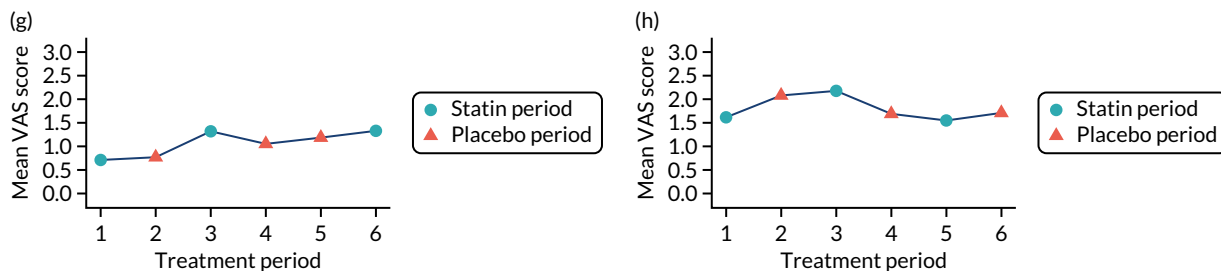 (g)
Mean VAS score
3.0
2.5
2.0
1.5
1.0
0.5
0.0
1 2 3 4 5 6
Treatment period
Statin period
Placebo period
(h)
Mean VAS score
3.0
2.5
2.0
1.5
1.0
0.5
0.0
1 2 3 4 5 6
Treatment period
Statin period
Placebo period